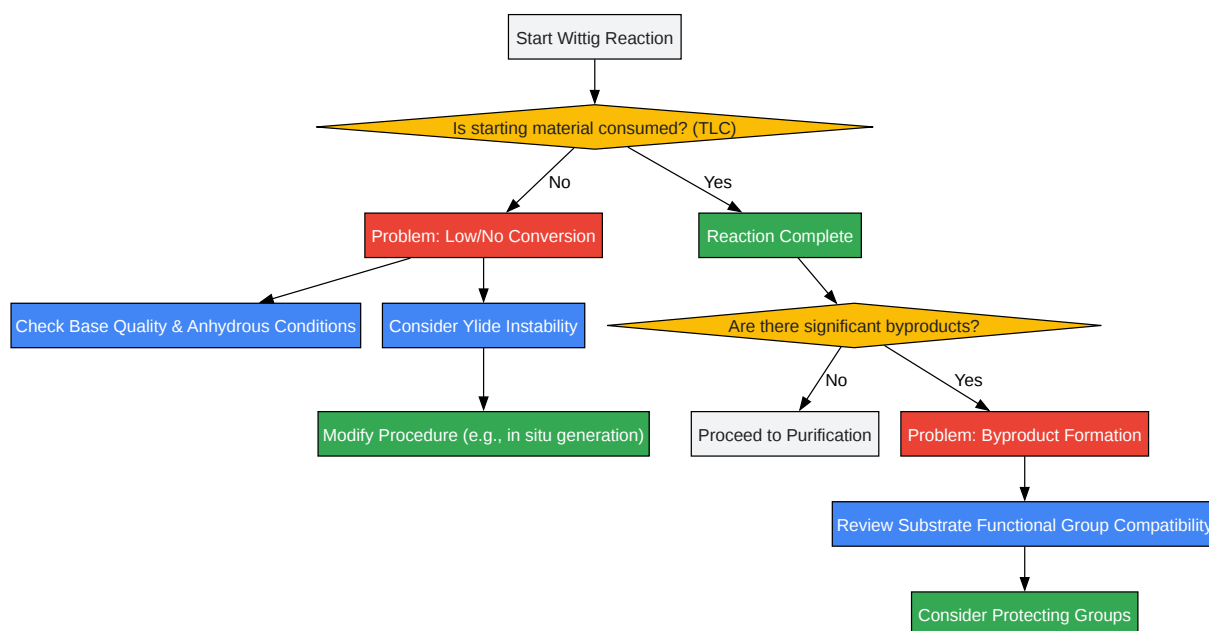 Start Wittig Reaction
Is starting material consumed? (TLC)
No
Yes
Problem: Low/No Conversion
Reaction Complete
Check Base Quality & Anhydrous Conditions
Consider Ylide Instability
Are there significant byproducts?
No
Yes
Modify Procedure (e.g., in situ generation)
Proceed to Purification
Problem: Byproduct Formation
Review Substrate Functional Group Compatibility
Consider Protecting Groups